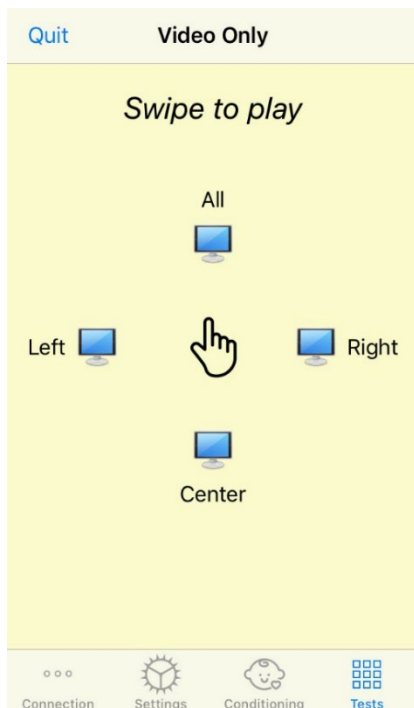 Quit Video Only
Swipe to play
All
Left Right
Center
Connection Settings Conditioning Tests